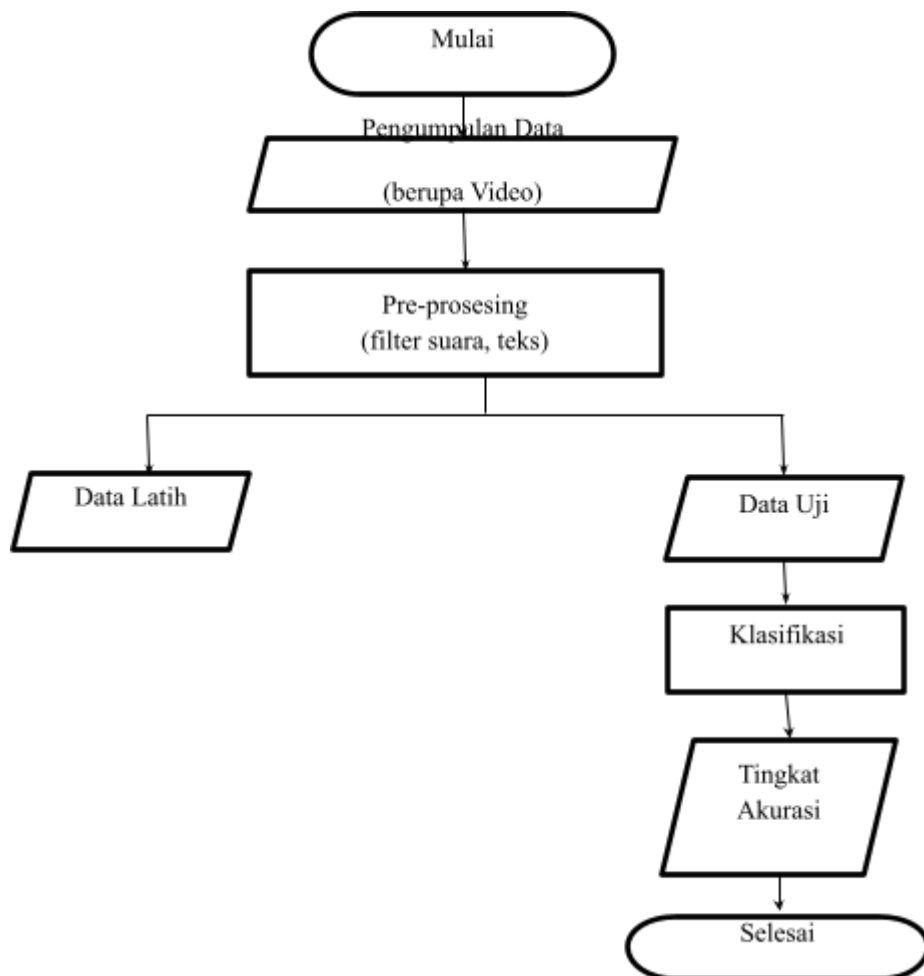 Mulai
Pengumpulan Data
(berupa Video)
Pre-prosesing
(filter suara, teks)
Data Latih
Data Uji
Klasifikasi
Tingkat
Akurasi
Selesai